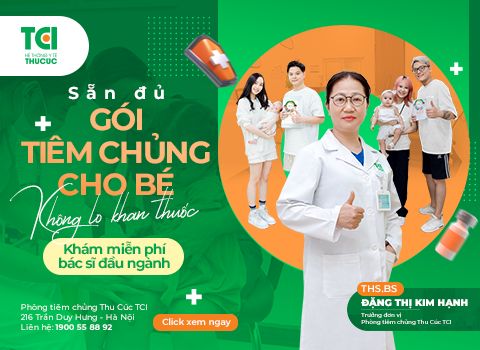 TCI
HỆ THỐNG Y TẾ
THU CÚC
Sẵn đủ
GÓI
TIÊM CHỦNG
CHO BÉ
Không lo khan thuốc
Khám miễn phí
bác sĩ đầu ngành
Phòng tiêm chủng Thu Cúc TCI
216 Trần Duy Hưng - Hà Nội
Liên hệ: 1900 55 88 92
Click xem ngay
THS.BS
ĐẶNG THỊ KIM HẠNH
Trưởng đơn vị
Phòng tiêm chủng Thu Cúc TCI